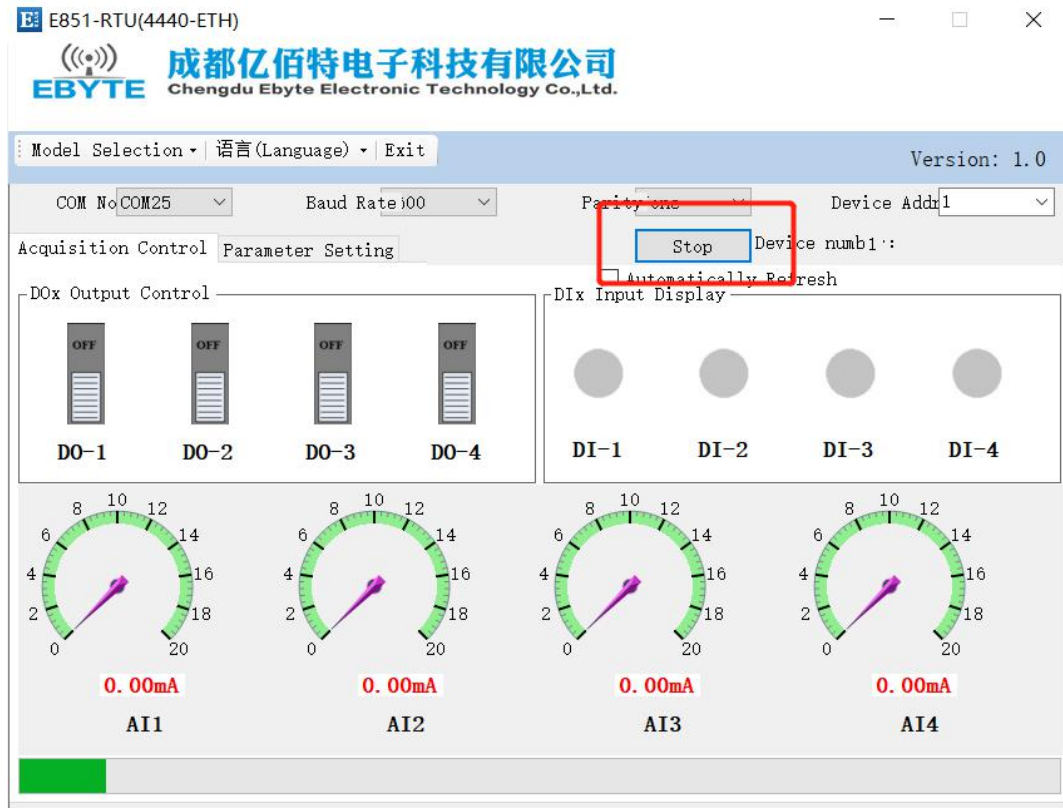 E851-RTU(4440-ETH)
EBYTE 成都亿佰特电子科技有限公司
Chengdu Ebyte Electronic Technology Co.,Ltd.
Model Selection 语言(Language) Exit
Version: 1.0
COM No COM25 Baud Rate 00 Parity Device Addr 1
Acquisition Control Parameter Setting Stop Device numb1
Automatically Refresh
DOx Output Control DIx Input Display
OFF OFF OFF OFF
DO-1 DO-2 DO-3 DO-4 DI-1 DI-2 DI-3 DI-4
0 2 4 6 8 10 12 14 16 18 20
0 2 4 6 8 10 12 14 16 18 20
0 2 4 6 8 10 12 14 16 18 20
0 2 4 6 8 10 12 14 16 18 20
0.00mA 0.00mA 0.00mA 0.00mA
AI1 AI2 AI3 AI4